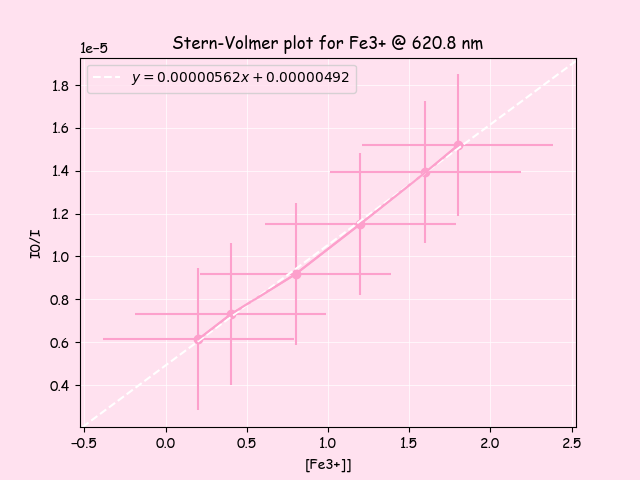 Stern-Volmer plot for Fe3+ @ 620.8 nm
1e−5
y = 0.00000562x + 0.00000492
1.8
1.6
1.4
1.2
1.0
0.8
0.6
0.4
I0/I
−0.5 0.0 0.5 1.0 1.5 2.0 2.5
[Fe3+]]